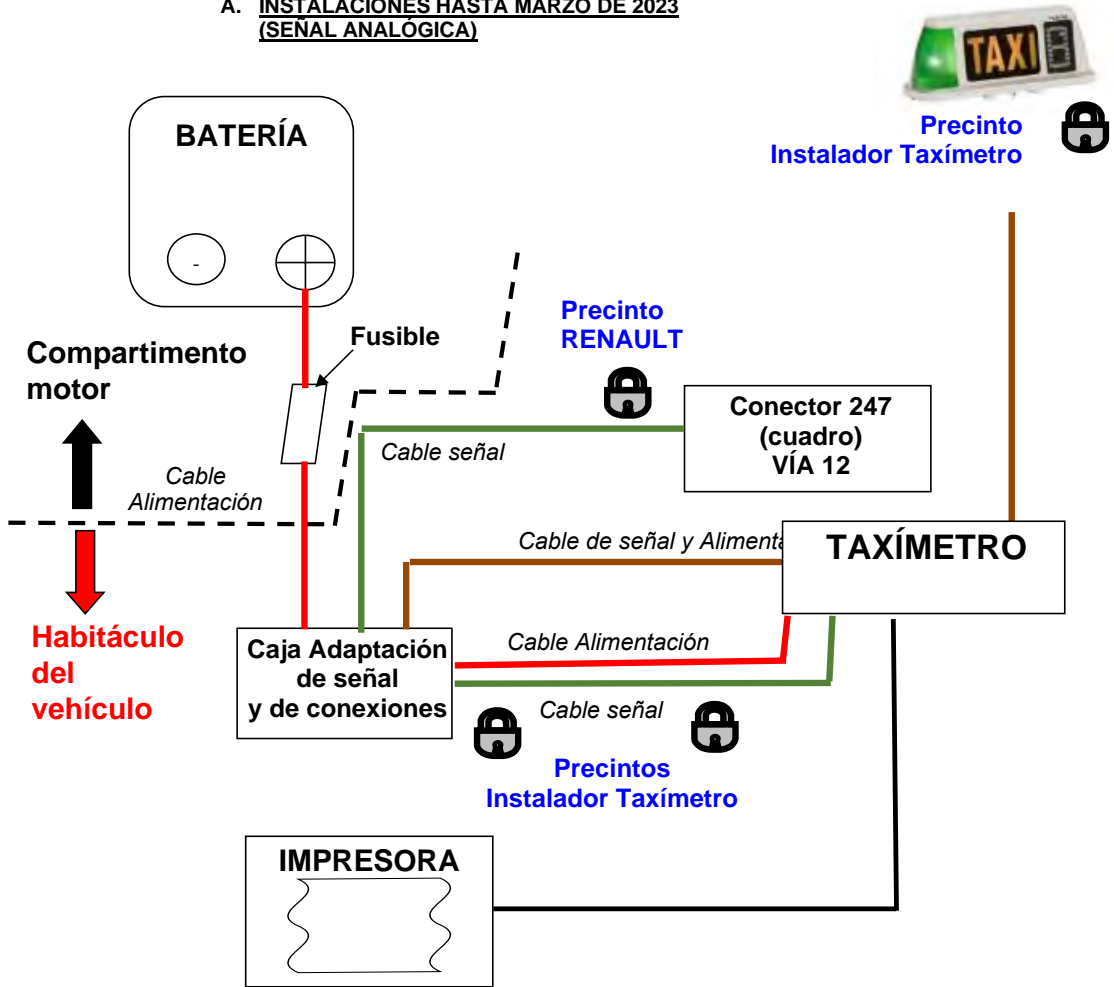 A. INSTALACIONES HASTA MARZO DE 2023
(SEÑAL ANALÓGICA)
TAXI
BATERÍA
-
Precinto
Instalador Taxímetro
Fusible
Precinto
RENAULT
Compartimento
motor
Conector 247
(cuadro)
VÍA 12
Cable señal
Cable
Alimentación
Cable de señal y Alimenta
TAXÍMETRO
Habitáculo
del
vehículo
Caja Adaptación
de señal
y de conexiones
Cable Alimentación
Cable señal
Precintos
Instalador Taxímetro
IMPRESORA